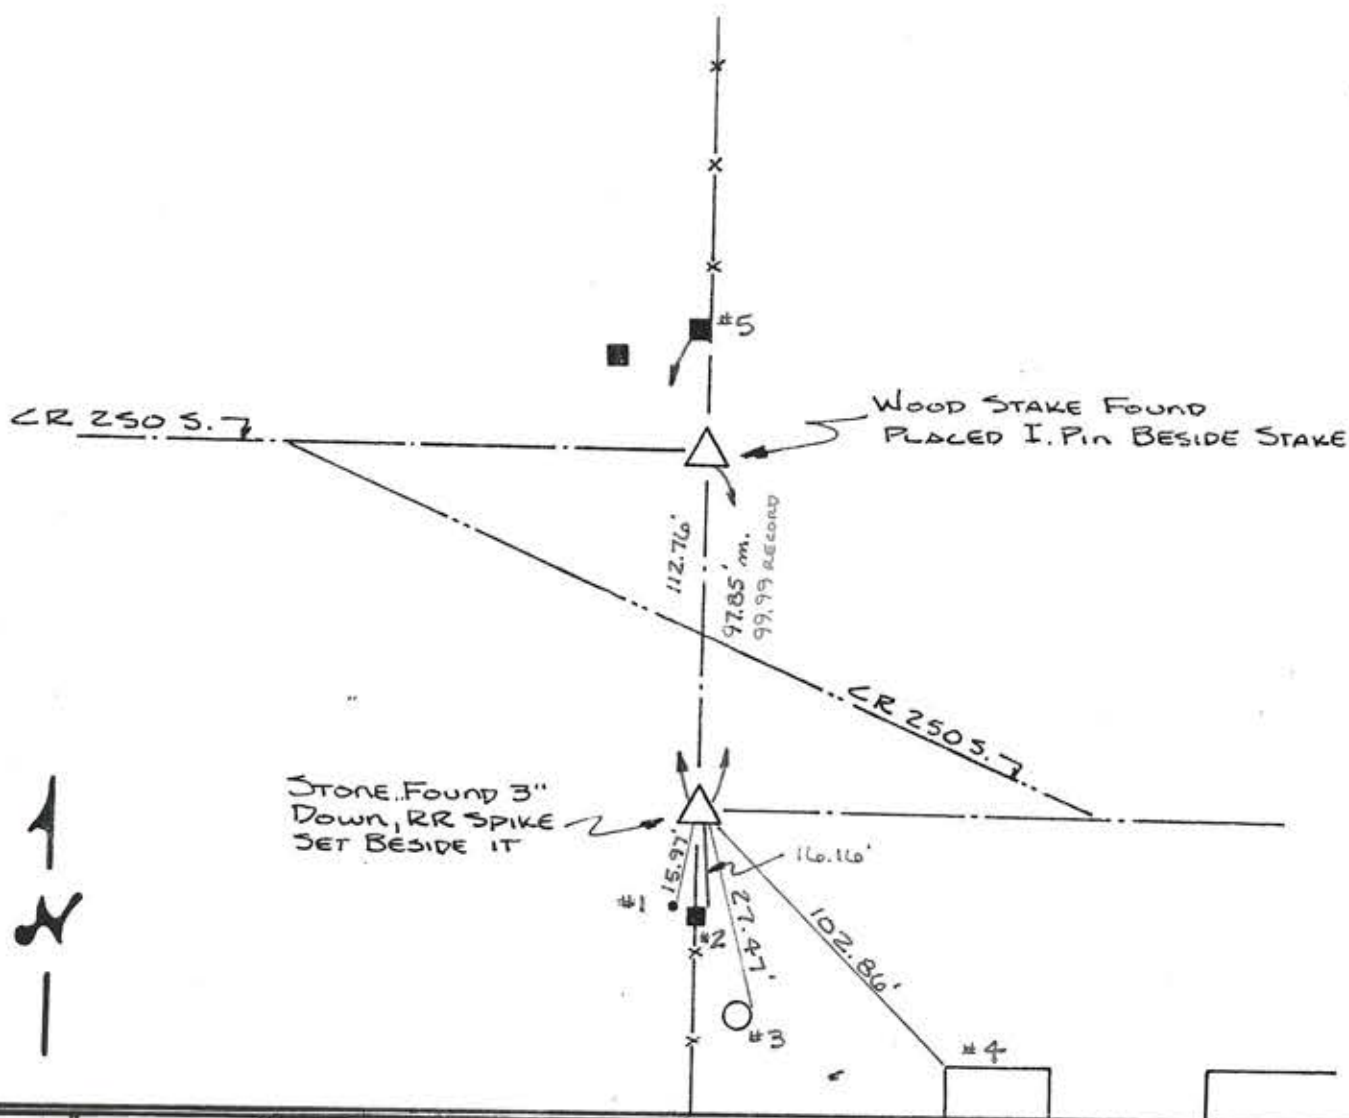 #5
CR 250 S.
WOOD STAKE FOUND
PLACED I. PIN BESIDE STAKE
112.76'
97.85' m.
99.99 RECORD
CR 250 S.
STONE FOUND 3"
DOWN, RR SPIKE
SET BESIDE IT
15.97'
16.16'
#1
#2
27.47'
102.86'
#3
#4
N